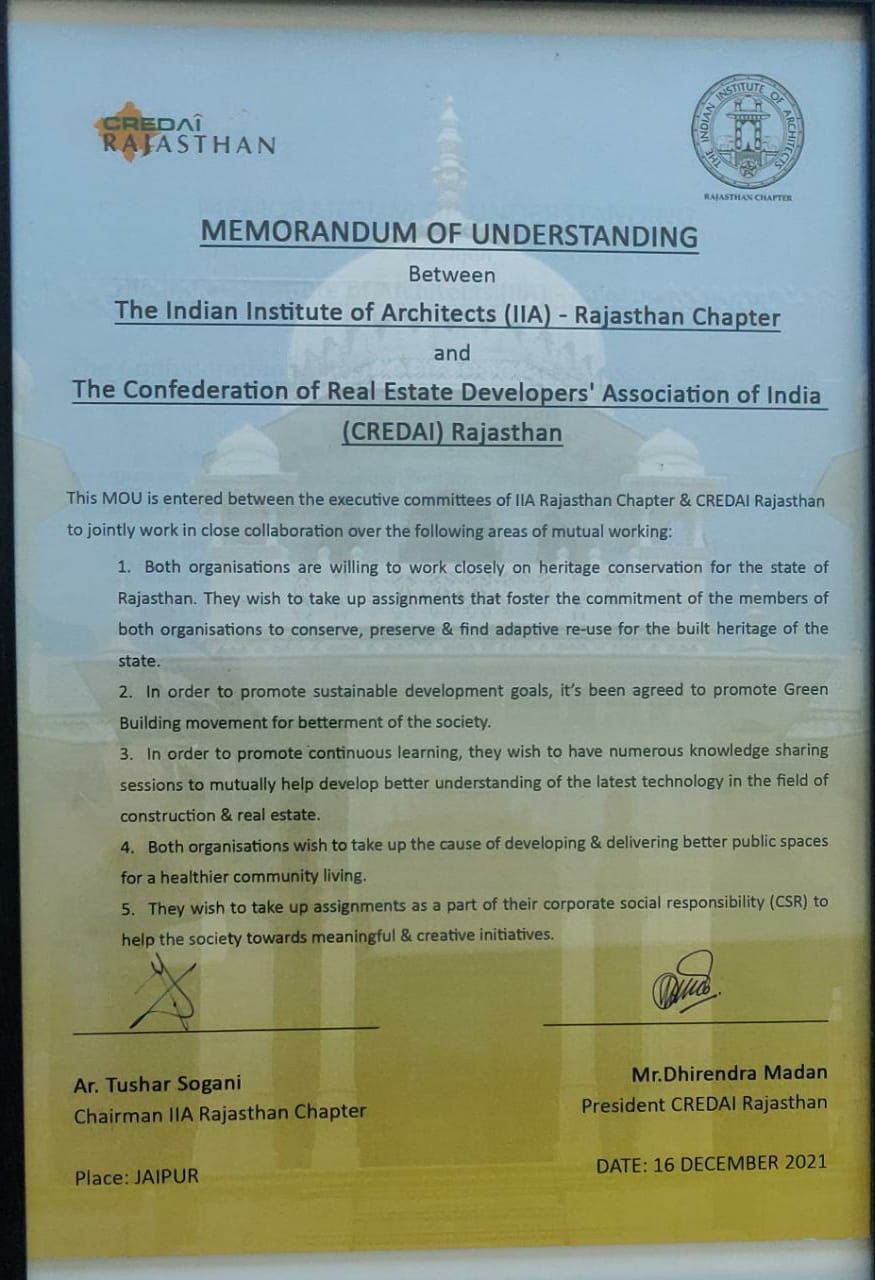 CREDAÎ
RAJASTHAN
THE INDIAN INSTITUTE OF ARCHITECTS
RAJASTHAN CHAPTER
MEMORANDUM OF UNDERSTANDING
Between
The Indian Institute of Architects (IIA) - Rajasthan Chapter
and
The Confederation of Real Estate Developers' Association of India
(CREDAI) Rajasthan
This MOU is entered between the executive committees of IIA Rajasthan Chapter & CREDAI Rajasthan
to jointly work in close collaboration over the following areas of mutual working:
1. Both organisations are willing to work closely on heritage conservation for the state of
Rajasthan. They wish to take up assignments that foster the commitment of the members of
both organisations to conserve, preserve & find adaptive re-use for the built heritage of the
state.
2. In order to promote sustainable development goals, it's been agreed to promote Green
Building movement for betterment of the society.
3. In order to promote continuous learning, they wish to have numerous knowledge sharing
sessions to mutually help develop better understanding of the latest technology in the field of
construction & real estate.
4. Both organisations wish to take up the cause of developing & delivering better public spaces
for a healthier community living.
5. They wish to take up assignments as a part of their corporate social responsibility (CSR) to
help the society towards meaningful & creative initiatives.
Ar. Tushar Sogani
Chairman IIA Rajasthan Chapter
Place: JAIPUR
Mr.Dhirendra Madan
President CREDAI Rajasthan
DATE: 16 DECEMBER 2021